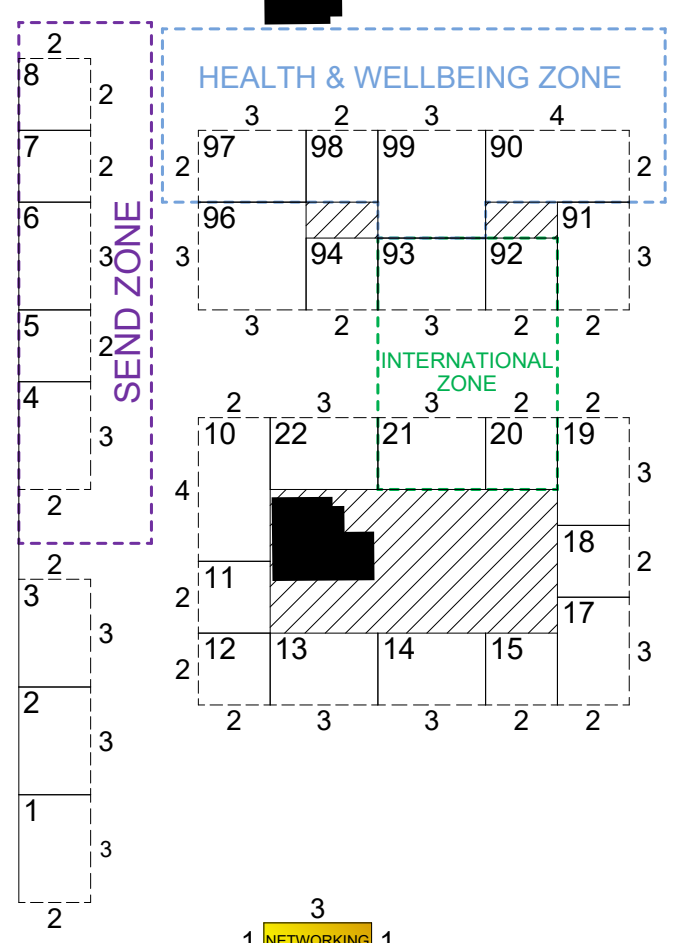 2
8
2
7
2
6
3
5
2
4
3
2
SEND ZONE
2
3
3
2
3
1
3
2
HEALTH & WELLBEING ZONE
3 2 3 4
2 97 98 99 90 2
96 91
3 94 93 92 3
3 2 3 2 2
INTERNATIONAL
ZONE
2 3 3 2 2
10 22 21 20 19
4 3
18
11 2
2 17
12 13 14 15 3
2
2 3 3 2 2
3
1 NETWORKING 1